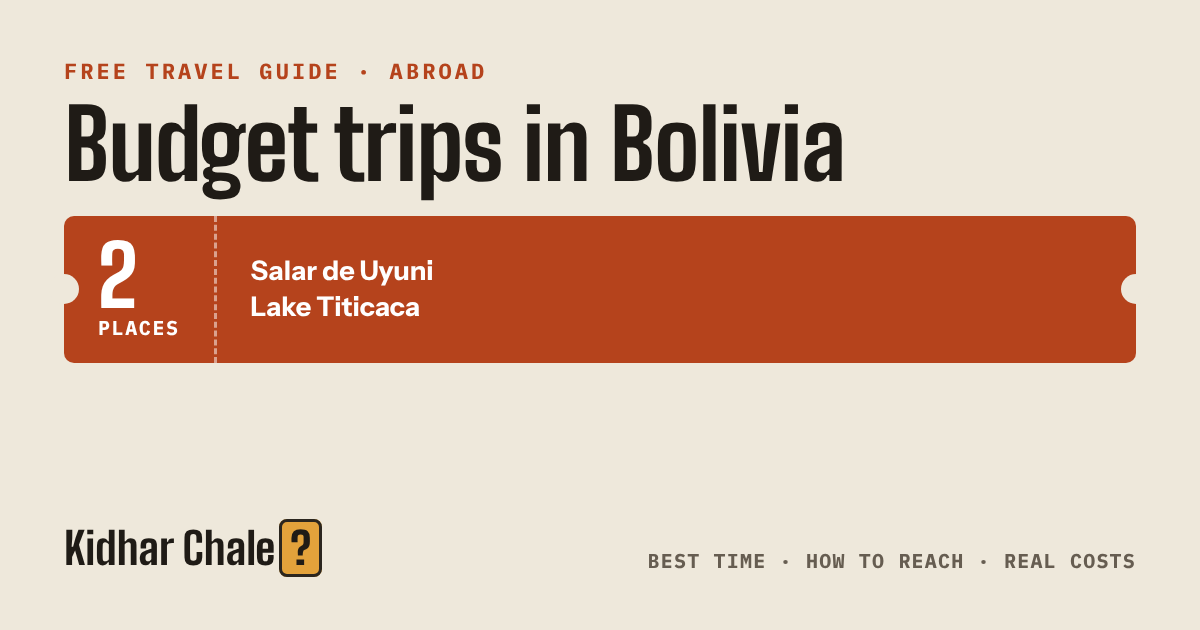 FREE TRAVEL GUIDE · ABROAD
Budget trips in Bolivia
2
PLACES
Salar de Uyuni
Lake Titicaca
Kidhar Chale ?
BEST TIME · HOW TO REACH · REAL COSTS